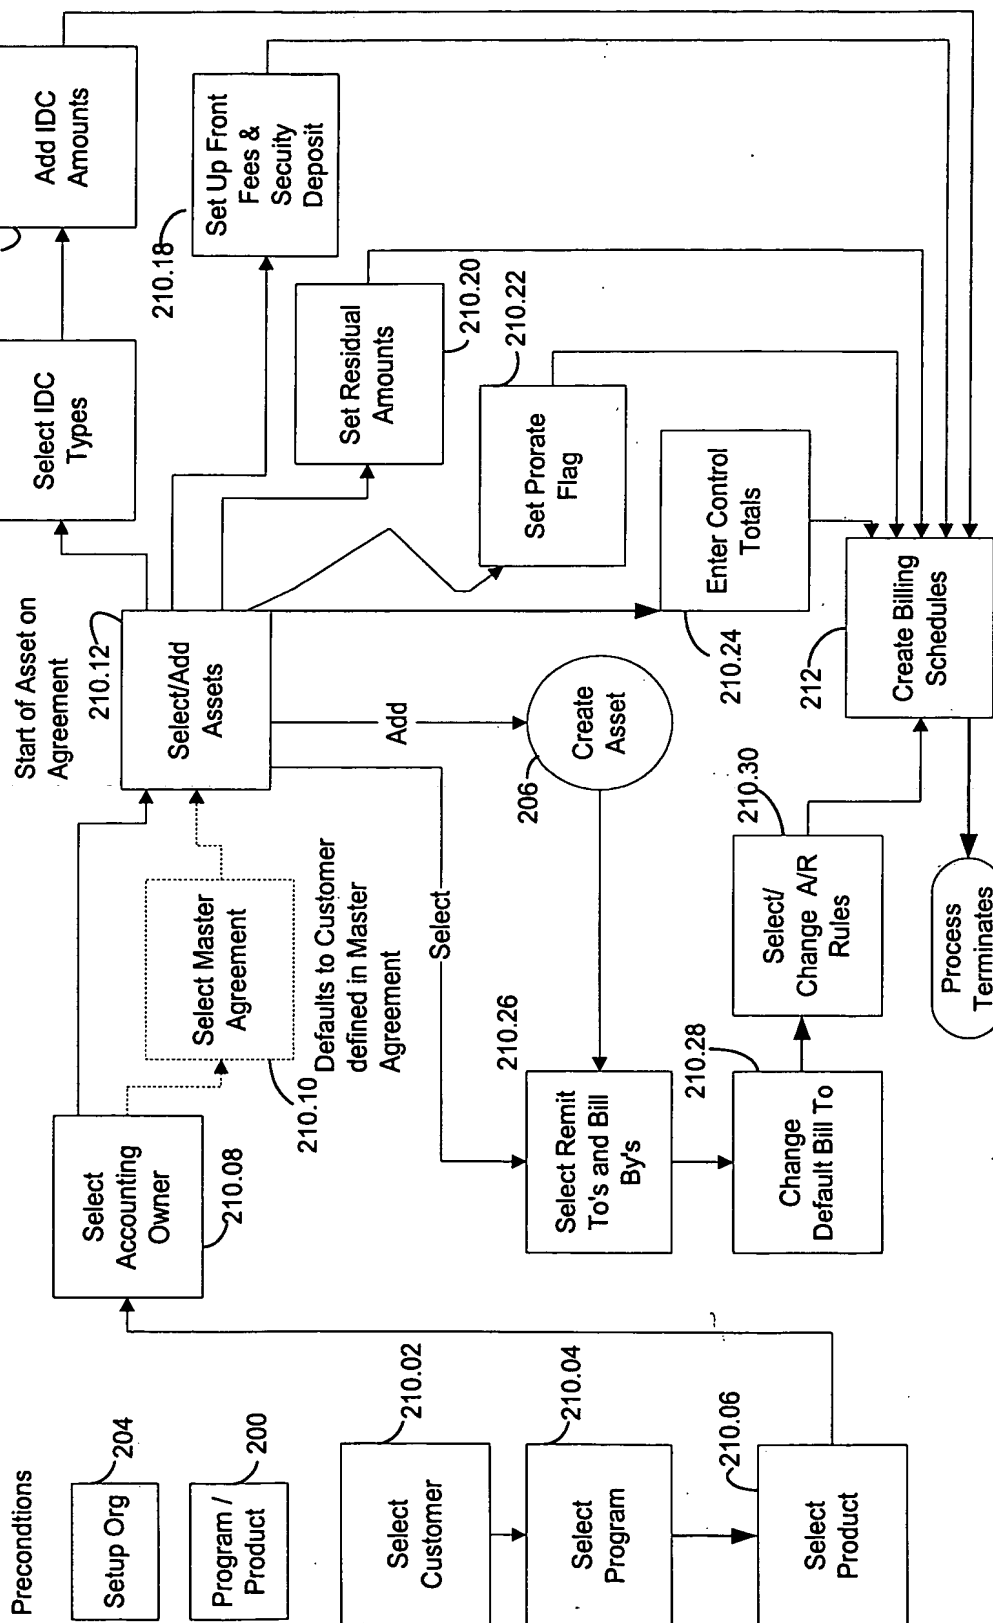 Precondtions
Setup Org
204
Program /
Product
200
Select
Customer
210.02
Select
Program
210.04
Select
Product
210.06
Select
Accounting
Owner
210.08
Select Master
Agreement
210.10
Defaults to Customer
defined in Master
Agreement
Start of Asset on
Agreement
210.12
Select/Add
Assets
Select IDC
Types
Add IDC
Amounts
210.18
Set Up Front
Fees &
Secuity
Deposit
Set Residual
Amounts
210.20
210.22
Set Prorate
Flag
Enter Control
Totals
210.24
Add
Select
206
Create
Asset
210.26
Select Remit
To's and Bill
By's
210.28
Change
Default Bill To
210.30
Select/
Change A/R
Rules
212
Create Billing
Schedules
Process
Terminates